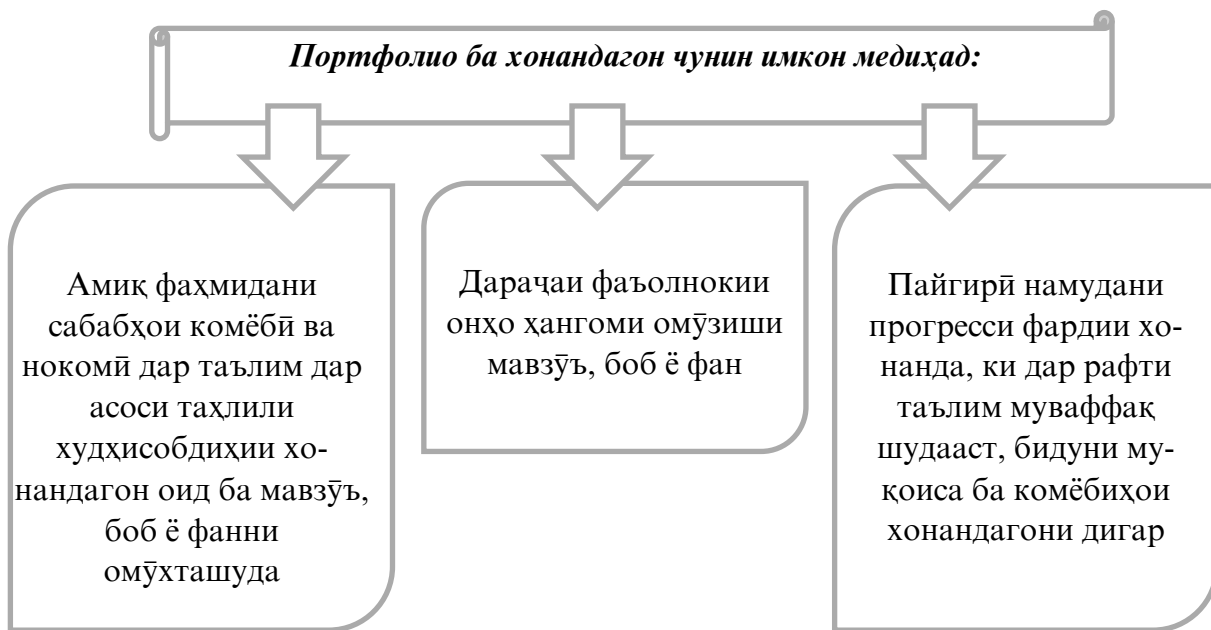 Портфолио ба хонандагон чунин имкон медиҳад:
Амиқ фаҳмидани
сабабҳои комёбӣ ва
нокомӣ дар таълим дар
асоси таҳлили
худҳисобдиҳии хо-
нандагон оид ба мавзӯъ,
боб ё фанни
омӯхташуда
Дараҷаи фаъолнокии
онҳо ҳангоми омӯзиши
мавзӯъ, боб ё фан
Пайгирӣ намудани
прогресси фардии хо-
нанда, ки дар рафти
таълим муваффақ
шудааст, бидуни му-
қоиса ба комёбиҳои
хонандагони дигар